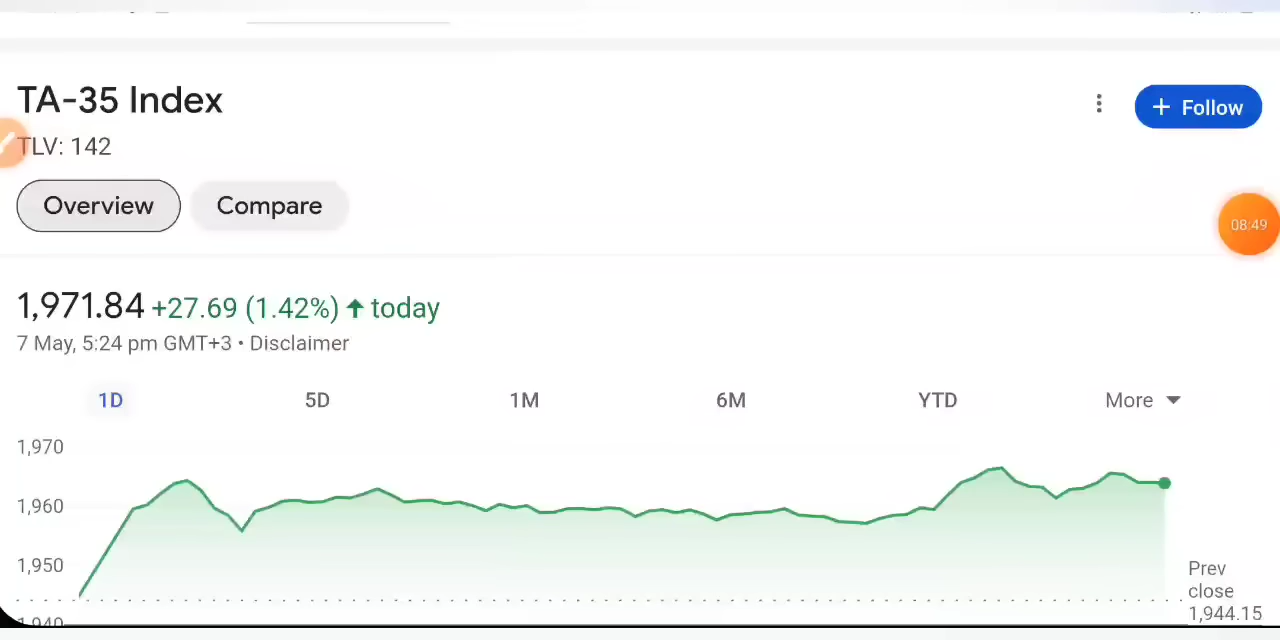 TA-35 Index
+ Follow
TLV: 142
Overview
Compare
08:49
1,971.84 +27.69 (1.42%) ↑ today
7 May, 5:24 pm GMT+3 • Disclaimer
1D
5D
1M
6M
YTD
More
1,970
1,960
1,950
Prev
close
1,944.15
1,940